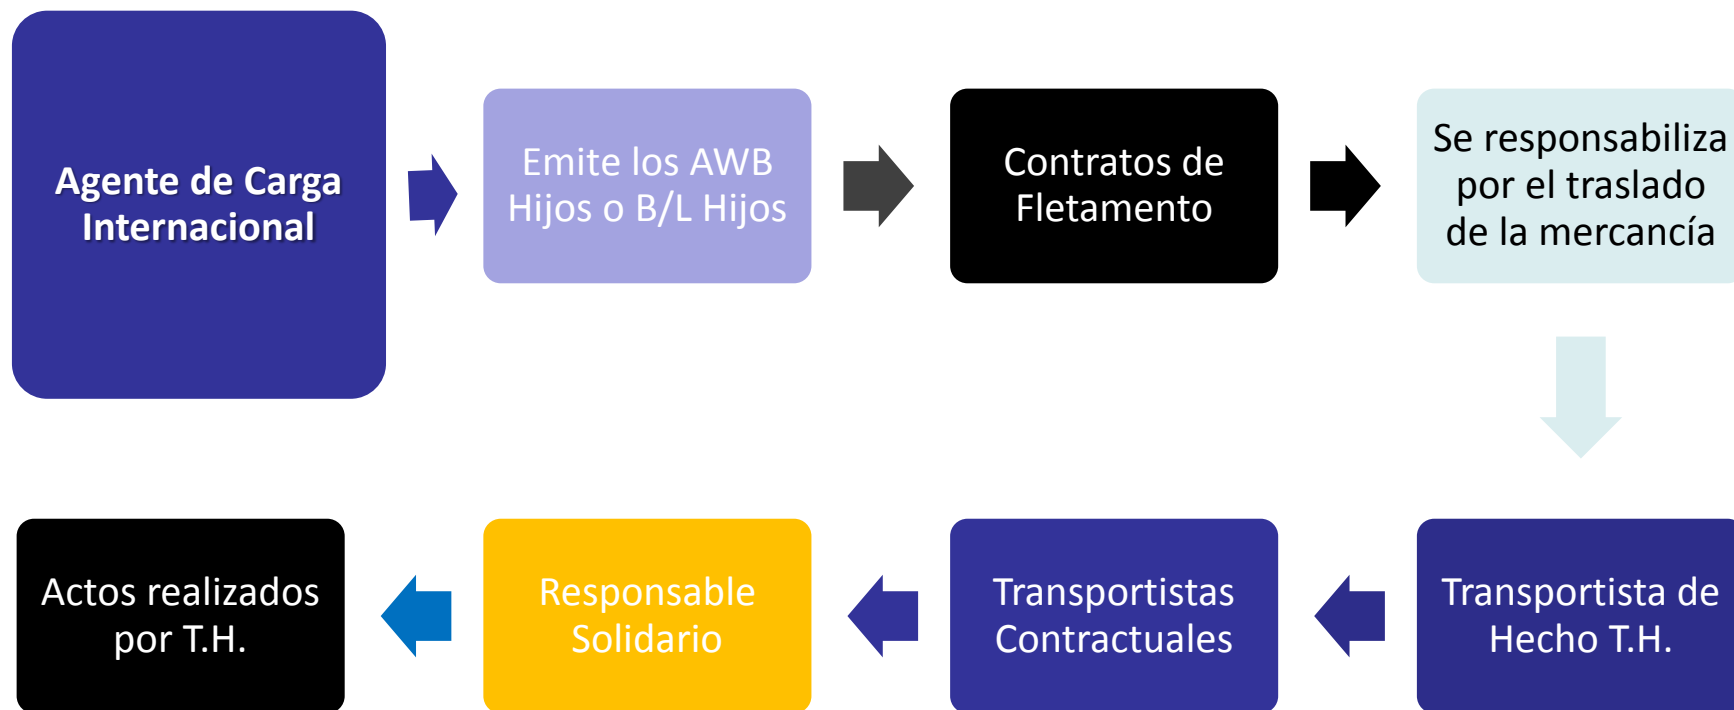 Agente de Carga
Internacional
Emite los AWB
Hijos o B/L Hijos
Contratos de
Fletamento
Se responsabiliza
por el traslado
de la mercancía
Transportista de
Hecho T.H.
Transportistas
Contractuales
Responsable
Solidario
Actos realizados
por T.H.